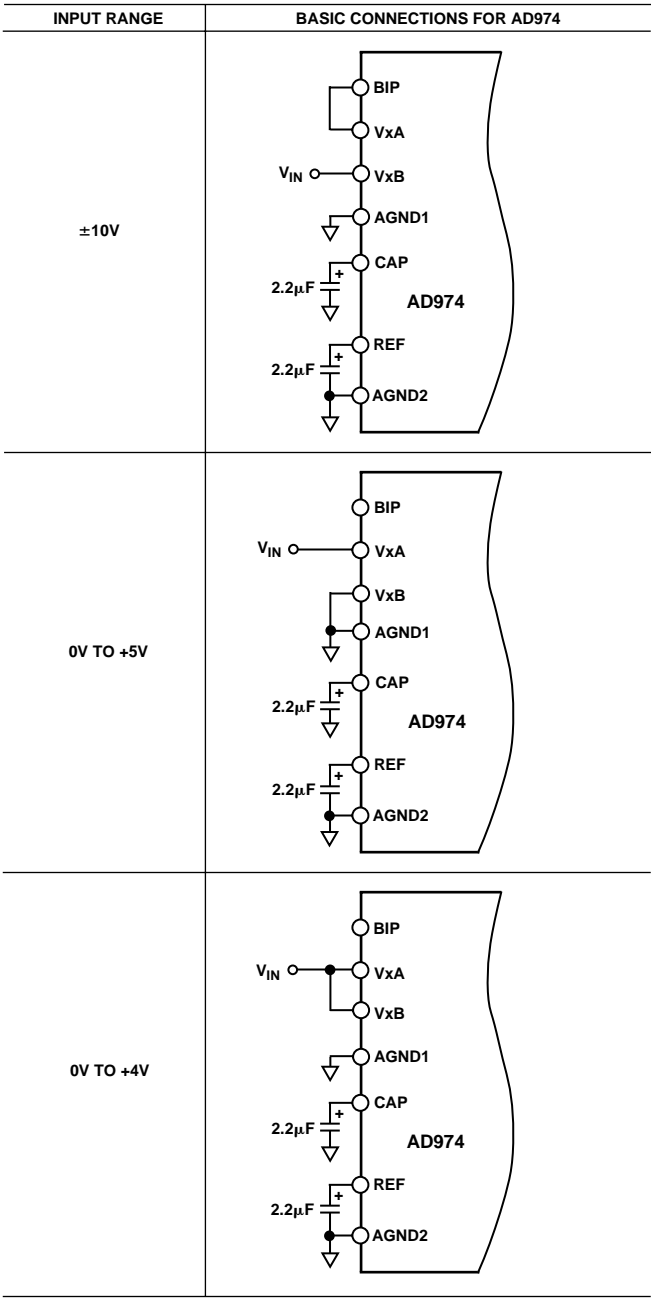 INPUT RANGE BASIC CONNECTIONS FOR AD974
±10V
BIP
VxA
VIN VxB
AGND1
CAP
+
2.2μF
AD974
REF
+
2.2μF
AGND2
0V TO +5V
BIP
VIN VxA
VxB
AGND1
CAP
+
2.2μF
AD974
REF
+
2.2μF
AGND2
0V TO +4V
BIP
VIN VxA
VxB
AGND1
CAP
+
2.2μF
AD974
REF
+
2.2μF
AGND2